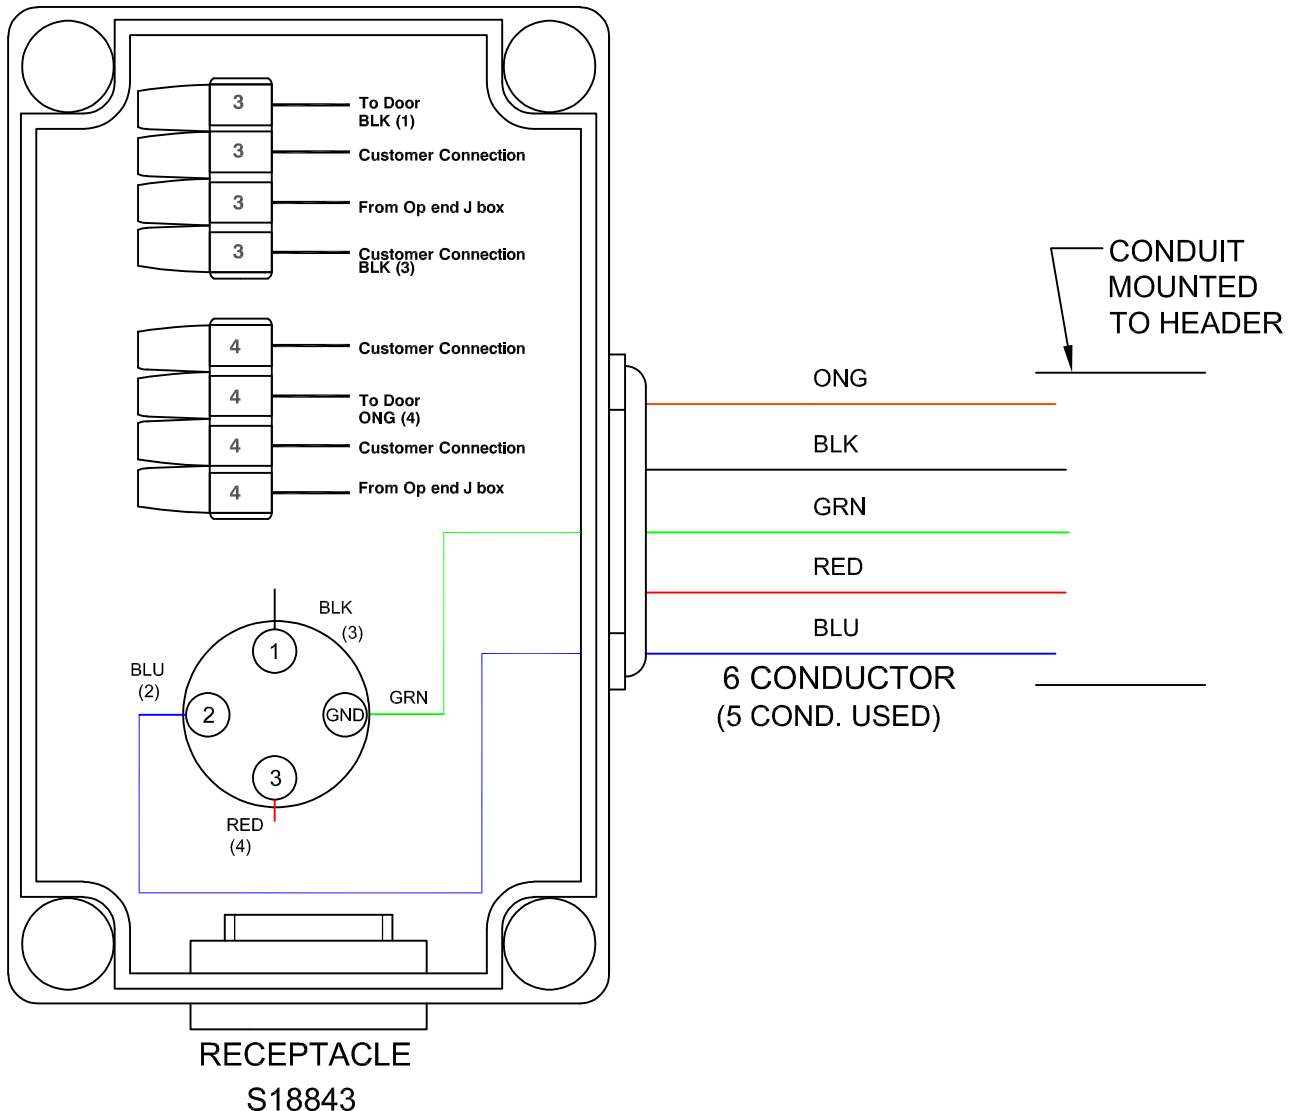 3
To Door
BLK (1)
3
Customer Connection
3
From Op end J box
3
Customer Connection
BLK (3)
4
Customer Connection
4
To Door
ONG (4)
4
Customer Connection
4
From Op end J box
BLK
(3)
1
BLU
(2)
2
GND
GRN
3
RED
(4)
RECEPTACLE
S18843
CONDUIT
MOUNTED
TO HEADER
ONG
BLK
GRN
RED
BLU
6 CONDUCTOR
(5 COND. USED)